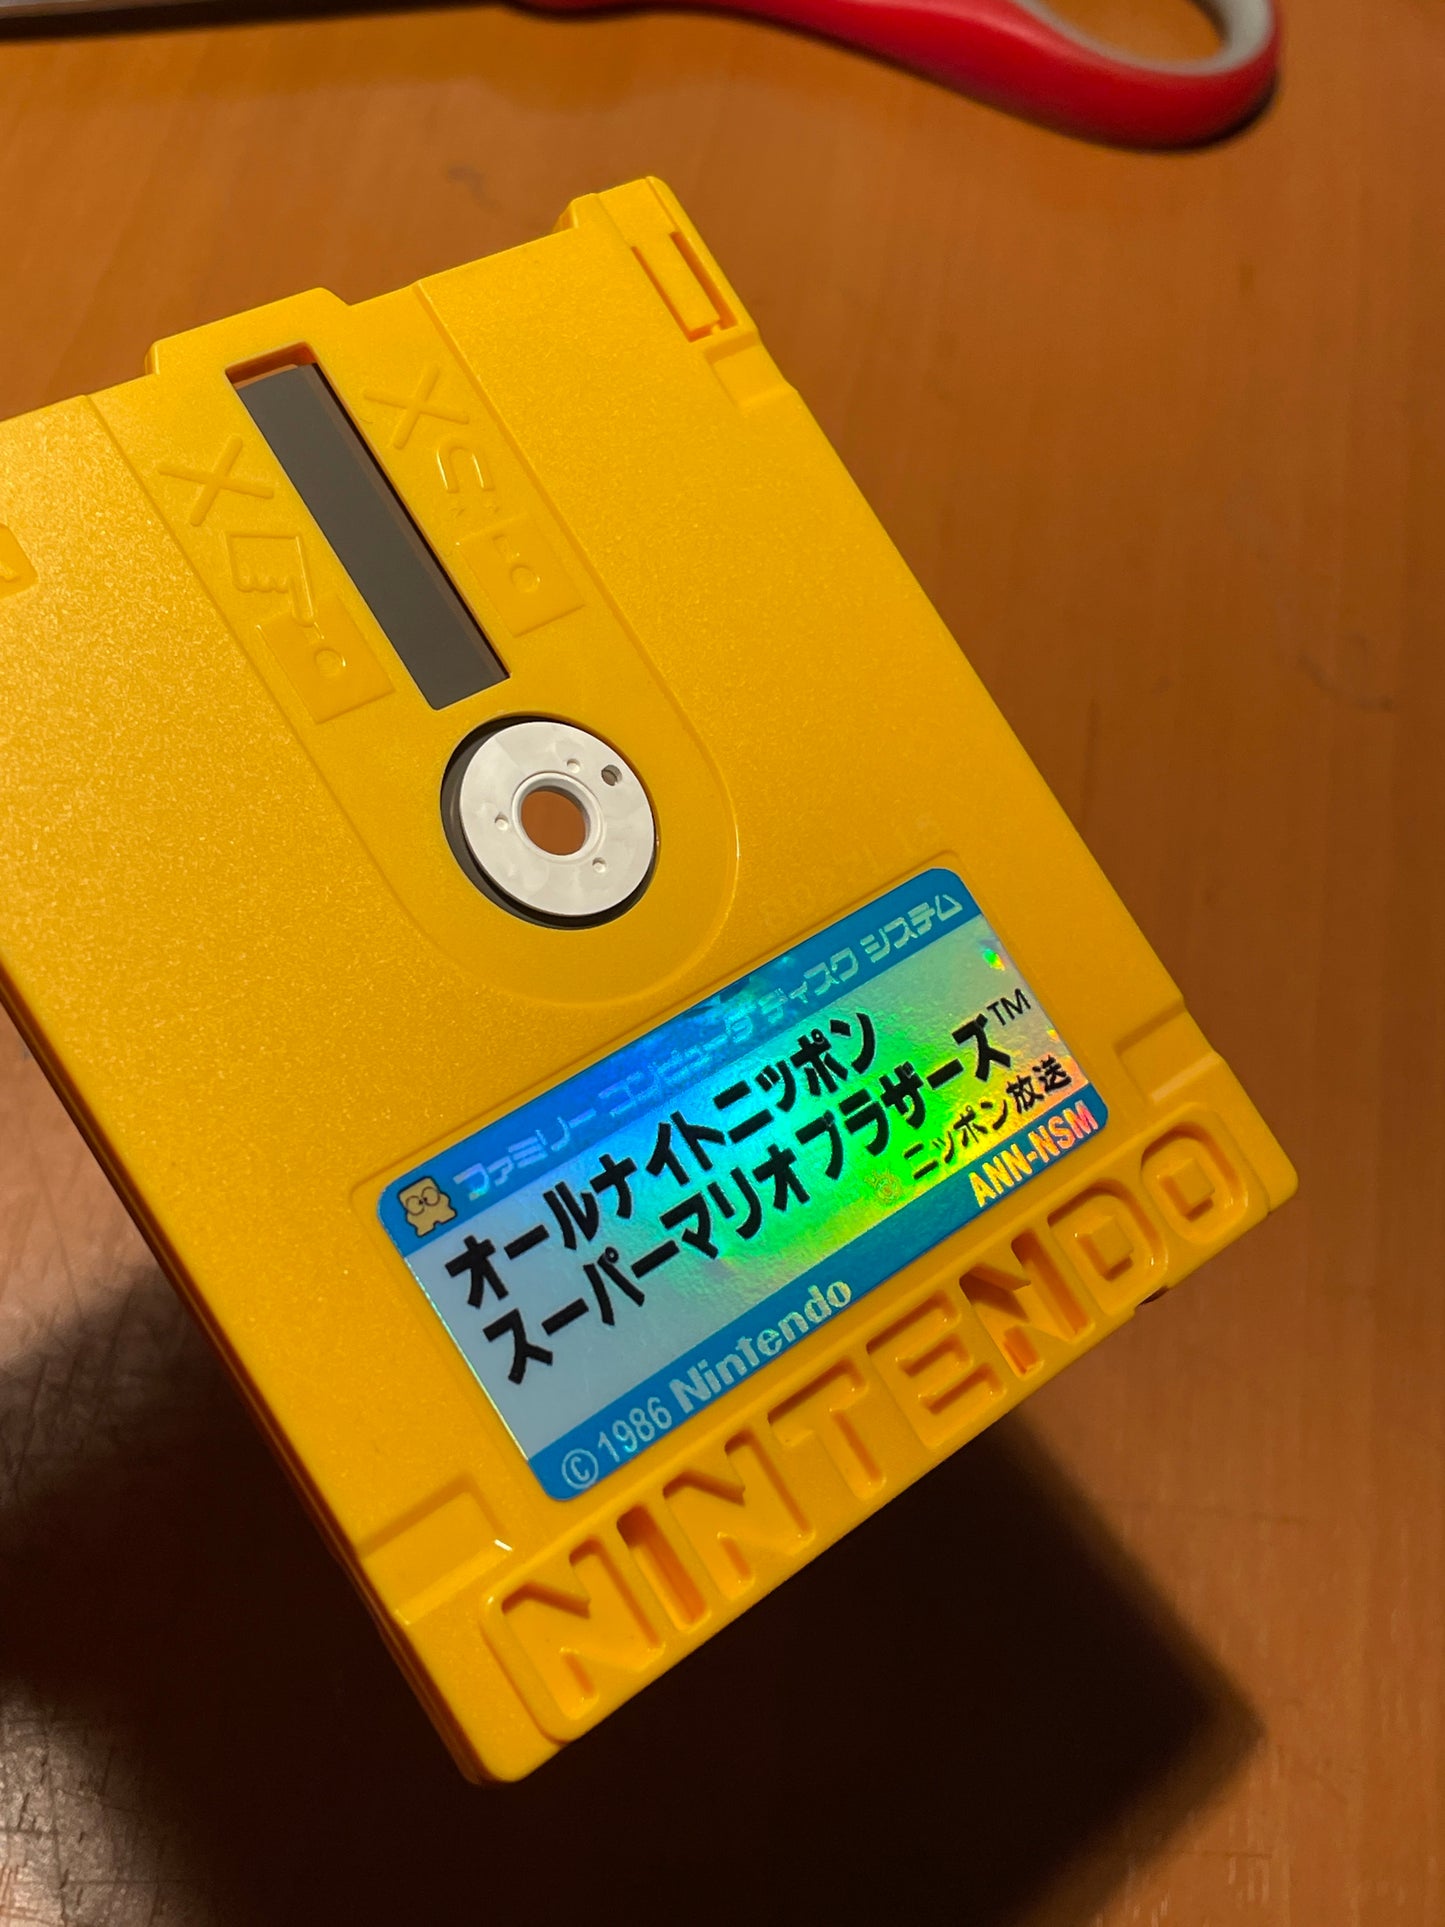 ファミリー コンピュータ ディスク システム
オールナイトニッポン
スーパーマリオブラザーズ™
ニッポン放送
ANN-NSM
©1986 Nintendo
NINTENDO